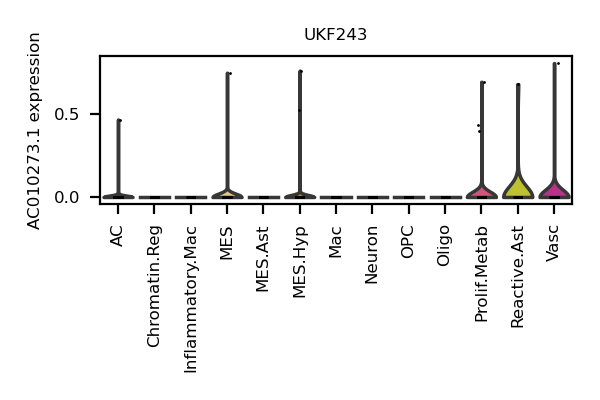 UKF243
AC010273.1 expression
0.5
0.0
AC
Chromatin.Reg
Inflammatory.Mac
MES
MES.Ast
MES.Hyp
Mac
Neuron
OPC
Oligo
Prolif.Metab
Reactive.Ast
Vasc